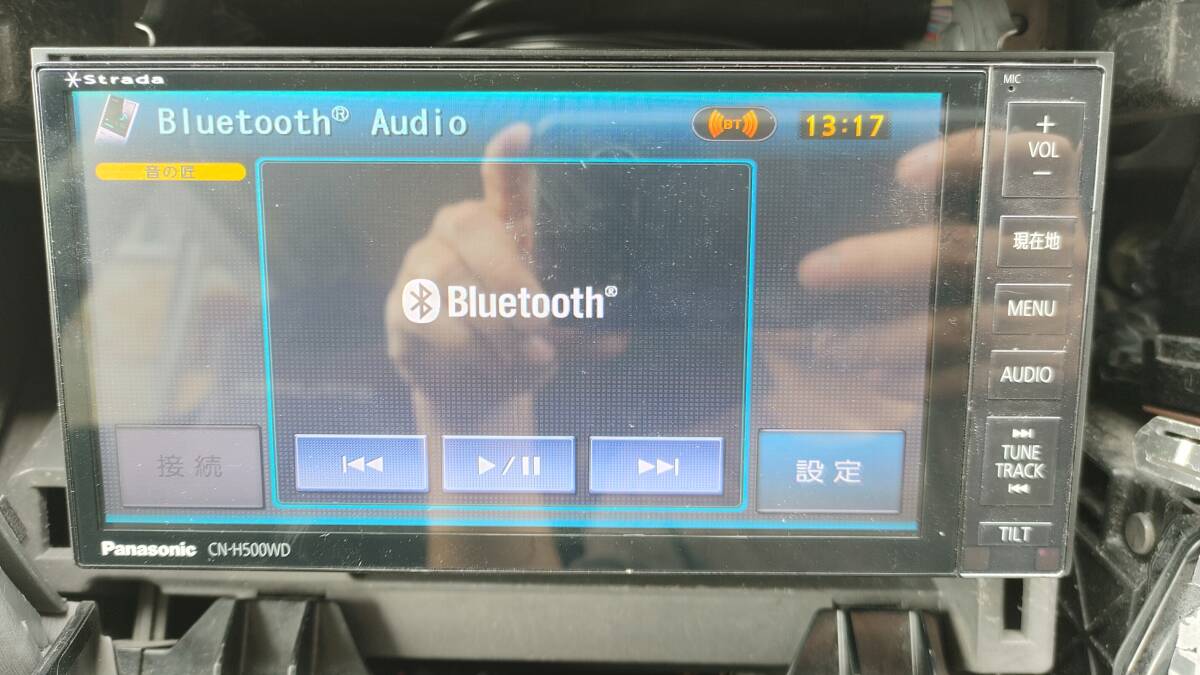 Strada
MIC
Bluetooth® Audio
BT
13:17
音の匠
Bluetooth®
接続
設定
Panasonic CN-H500WD
+
VOL
−
現在地
MENU
AUDIO
TUNE
TRACK
TILT